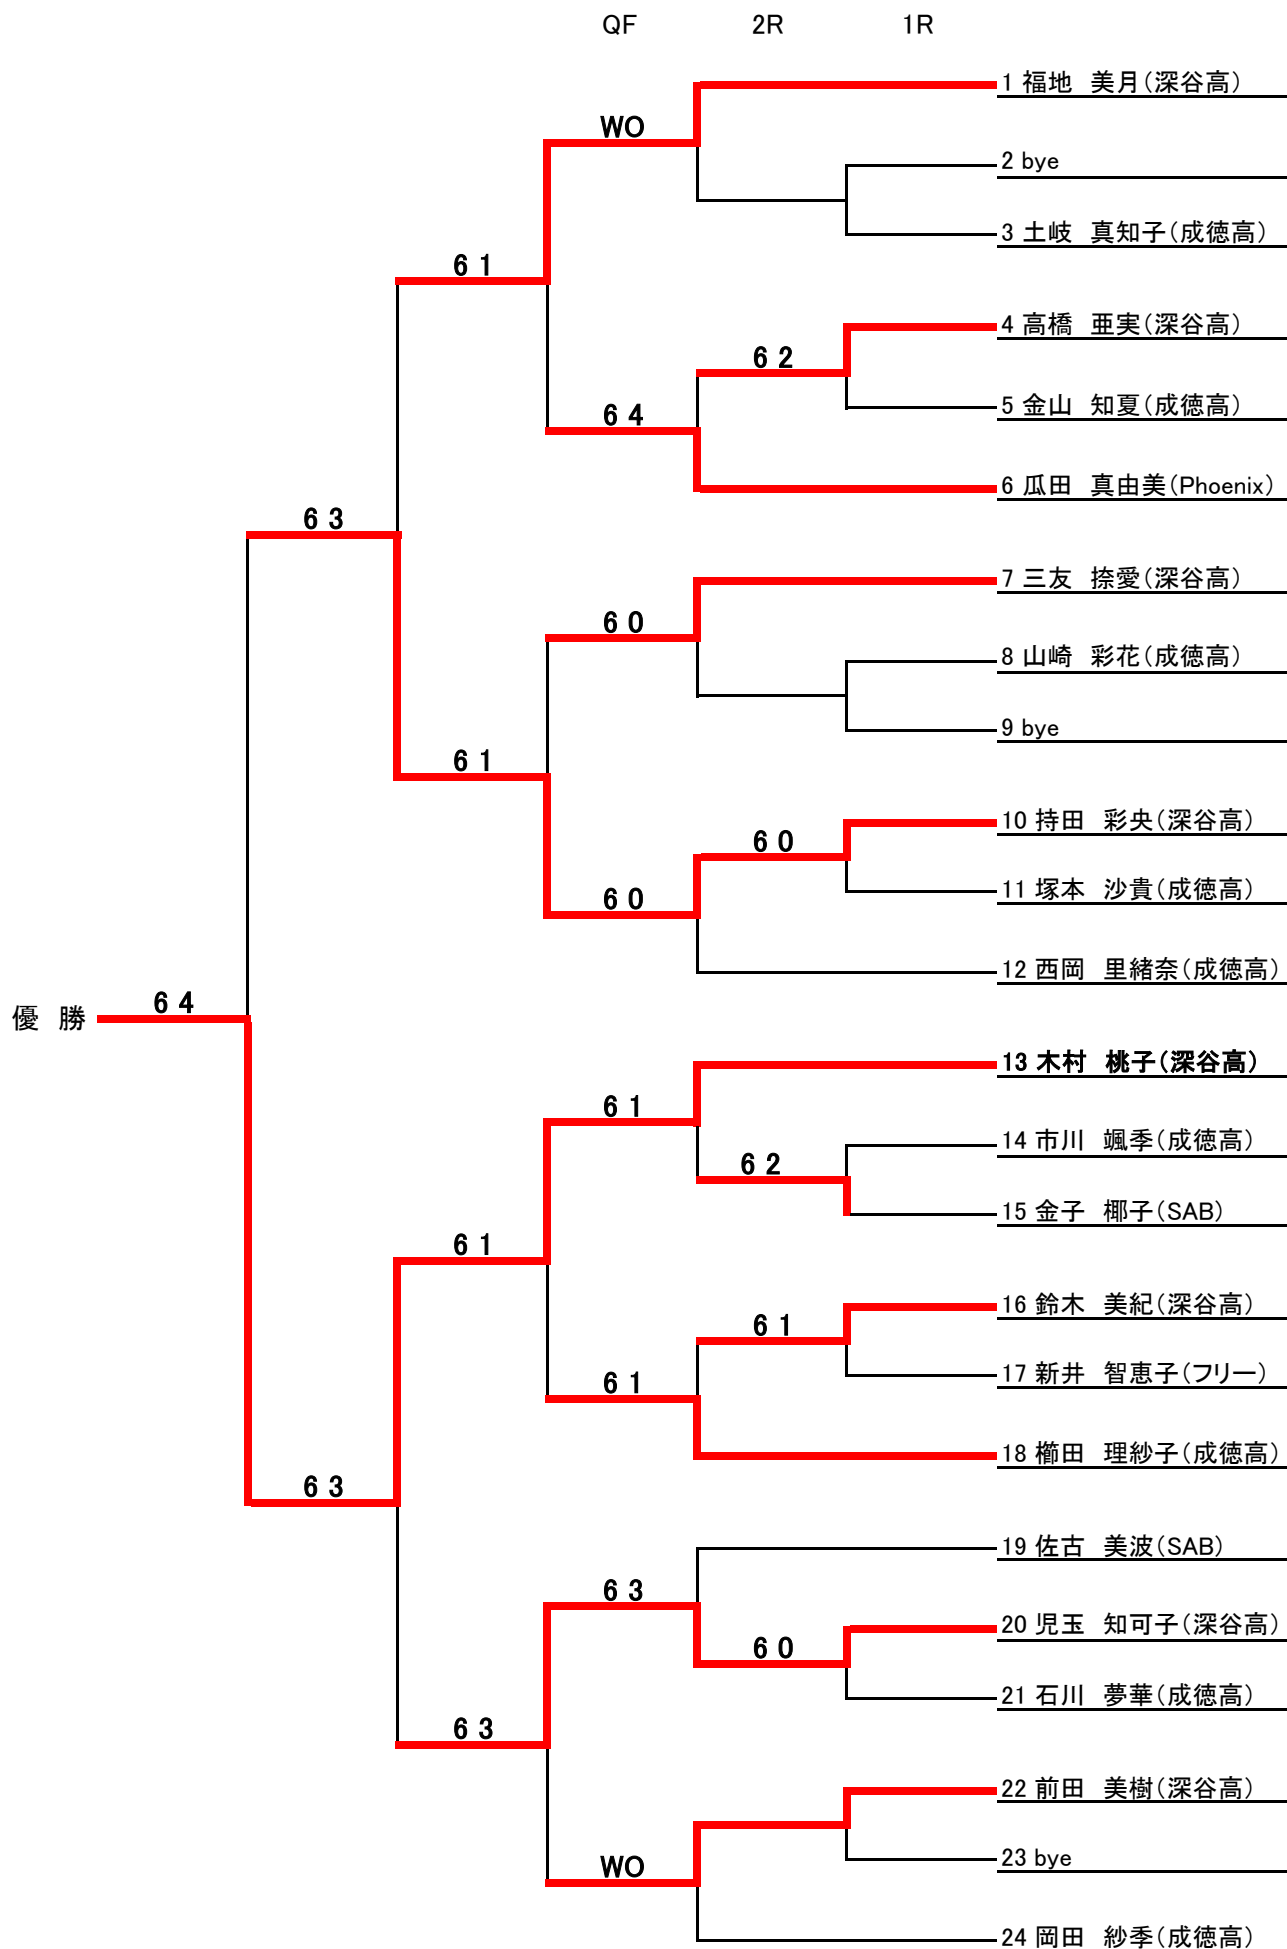 QF 2R 1R
1 福地 美月(深谷高)
WO
2 bye
3 土岐 真知子(成徳高)
6 1
4 高橋 亜実(深谷高)
6 2
5 金山 知夏(成徳高)
6 4
6 瓜田 真由美(Phoenix)
6 3
7 三友 捺愛(深谷高)
6 0
8 山崎 彩花(成徳高)
9 bye
6 1
10 持田 彩央(深谷高)
6 0
11 塚本 沙貴(成徳高)
6 0
12 西岡 里緒奈(成徳高)
6 4
優 勝
13 木村 桃子(深谷高)
6 1
14 市川 颯季(成徳高)
6 2
15 金子 椰子(SAB)
6 1
16 鈴木 美紀(深谷高)
6 1
17 新井 智恵子(フリー)
6 1
18 櫛田 理紗子(成徳高)
6 3
19 佐古 美波(SAB)
6 3
20 児玉 知可子(深谷高)
6 0
21 石川 夢華(成徳高)
6 3
22 前田 美樹(深谷高)
23 bye
WO
24 岡田 紗季(成徳高)